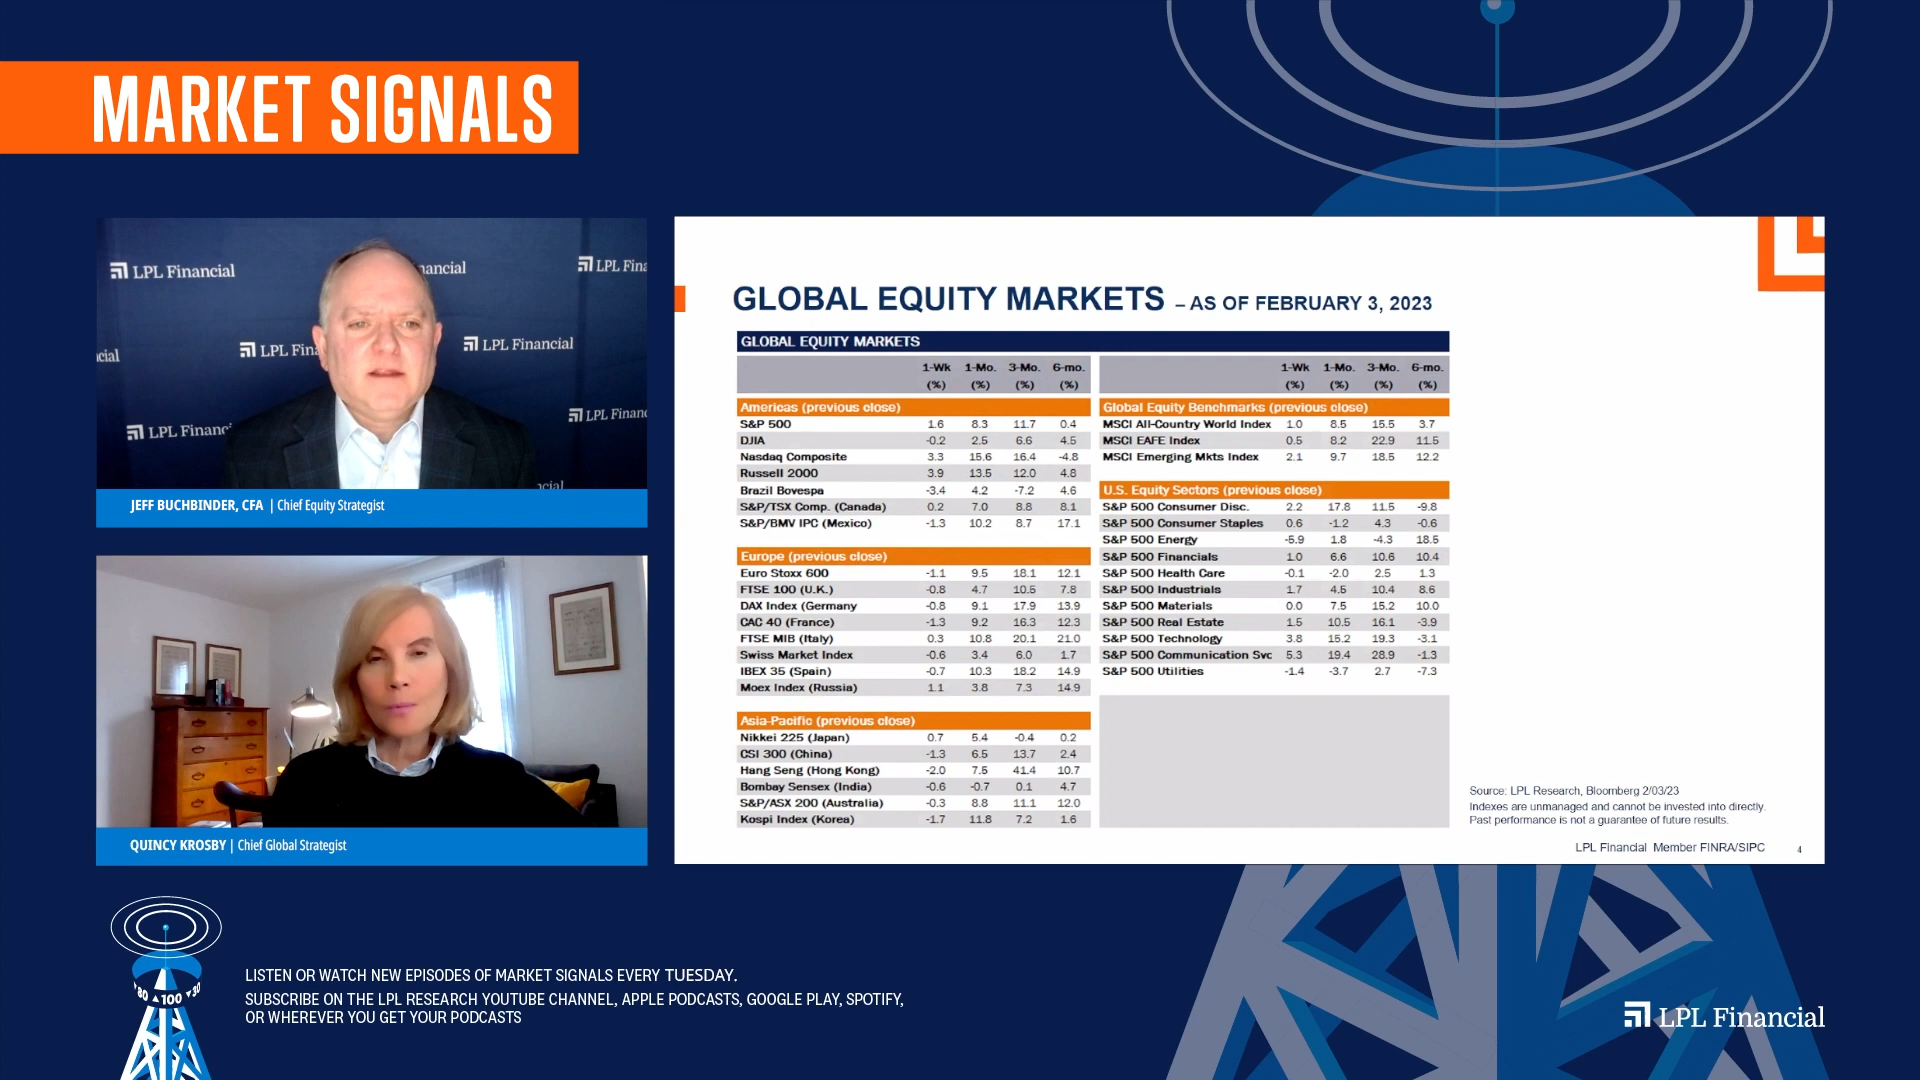 MARKET SIGNALS
LPL Financial
ancial
LPL Fina
cial
LPL Fina
LPL Financial
LPL Financi
LPL Financ
cial
JEFF BUCHBINDER, CFA | Chief Equity Strategist
QUINCY KROSBY | Chief Global Strategist
GLOBAL EQUITY MARKETS – AS OF FEBRUARY 3, 2023
GLOBAL EQUITY MARKETS
1-Wk 1-Mo. 3-Mo. 6-mo.
(%) (%) (%) (%)
Americas (previous close)
S&P 500 1.6 8.3 11.7 0.4
DJIA -0.2 2.5 6.6 4.5
Nasdaq Composite 3.3 15.6 16.4 -4.8
Russell 2000 3.9 13.5 12.0 4.8
Brazil Bovespa -3.4 4.2 -7.2 4.6
S&P/TSX Comp. (Canada) 0.2 7.0 8.8 8.1
S&P/BMV IPC (Mexico) -1.3 10.2 8.7 17.1
Europe (previous close)
Euro Stoxx 600 -1.1 9.5 18.1 12.1
FTSE 100 (U.K.) -0.8 4.7 10.5 7.8
DAX Index (Germany -0.8 9.1 17.9 13.9
CAC 40 (France) -1.3 9.2 16.3 12.3
FTSE MIB (Italy) 0.3 10.8 20.1 21.0
Swiss Market Index -0.6 3.4 6.0 1.7
IBEX 35 (Spain) -0.7 10.3 18.2 14.9
Moex Index (Russia) 1.1 3.8 7.3 14.9
Asia-Pacific (previous close)
Nikkei 225 (Japan) 0.7 5.4 -0.4 0.2
CSI 300 (China) -1.3 6.5 13.7 2.4
Hang Seng (Hong Kong) -2.0 7.5 41.4 10.7
Bombay Sensex (India) -0.6 -0.7 0.1 4.7
S&P/ASX 200 (Australia) -0.3 8.8 11.1 12.0
Kospi Index (Korea) -1.7 11.8 7.2 1.6
1-Wk 1-Mo. 3-Mo. 6-mo.
(%) (%) (%) (%)
Global Equity Benchmarks (previous close)
MSCI All-Country World Index 1.0 8.5 15.5 3.7
MSCI EAFE Index 0.5 8.2 22.9 11.5
MSCI Emerging Mkts Index 2.1 9.7 18.5 12.2
U.S. Equity Sectors (previous close)
S&P 500 Consumer Disc. 2.2 17.8 11.5 -9.8
S&P 500 Consumer Staples 0.6 -1.2 4.3 -0.6
S&P 500 Energy -5.9 1.8 -4.3 18.5
S&P 500 Financials 1.0 6.6 10.6 10.4
S&P 500 Health Care -0.1 -2.0 2.5 1.3
S&P 500 Industrials 1.7 4.5 10.4 8.6
S&P 500 Materials 0.0 7.5 15.2 10.0
S&P 500 Real Estate 1.5 10.5 16.1 -3.9
S&P 500 Technology 3.8 15.2 19.3 -3.1
S&P 500 Communication Svc 5.3 19.4 28.9 -1.3
S&P 500 Utilities -1.4 -3.7 2.7 -7.3
Source: LPL Research, Bloomberg 2/03/23
Indexes are unmanaged and cannot be invested into directly.
Past performance is not a guarantee of future results.
LPL Financial Member FINRA/SIPC 4
80 100 30
LISTEN OR WATCH NEW EPISODES OF MARKET SIGNALS EVERY TUESDAY.
SUBSCRIBE ON THE LPL RESEARCH YOUTUBE CHANNEL, APPLE PODCASTS, GOOGLE PLAY, SPOTIFY,
OR WHEREVER YOU GET YOUR PODCASTS
LPL Financial